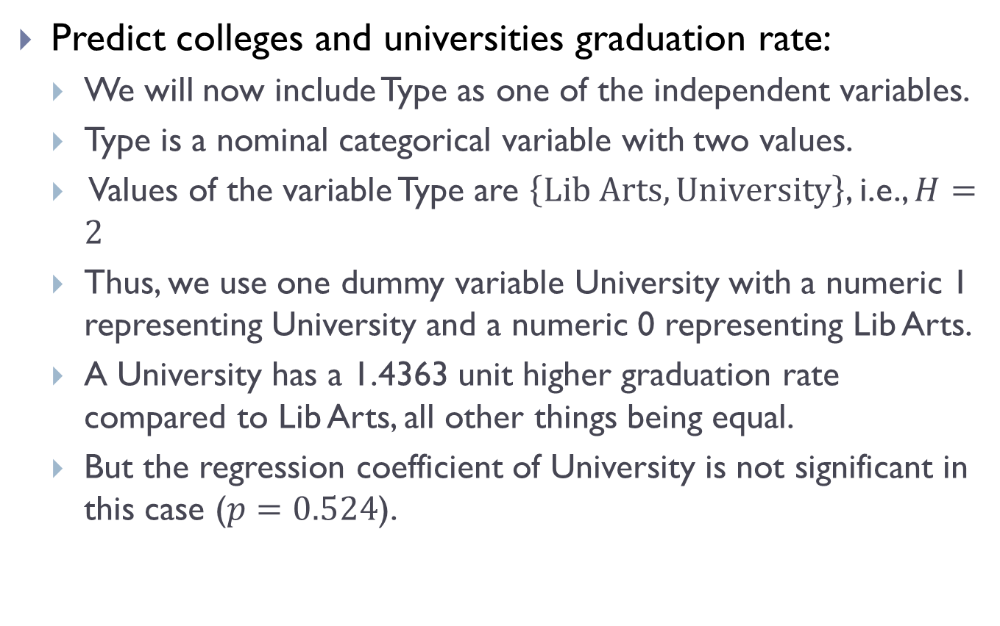 Predict colleges and universities graduation rate:
We will now include Type as one of the independent variables.
Type is a nominal categorical variable with two values.
Values of the variable Type are {Lib Arts, University}, i.e., H =
2
Thus, we use one dummy variable University with a numeric 1
representing University and a numeric 0 representing Lib Arts.
A University has a 1.4363 unit higher graduation rate
compared to Lib Arts, all other things being equal.
But the regression coefficient of University is not significant in
this case (p = 0.524).